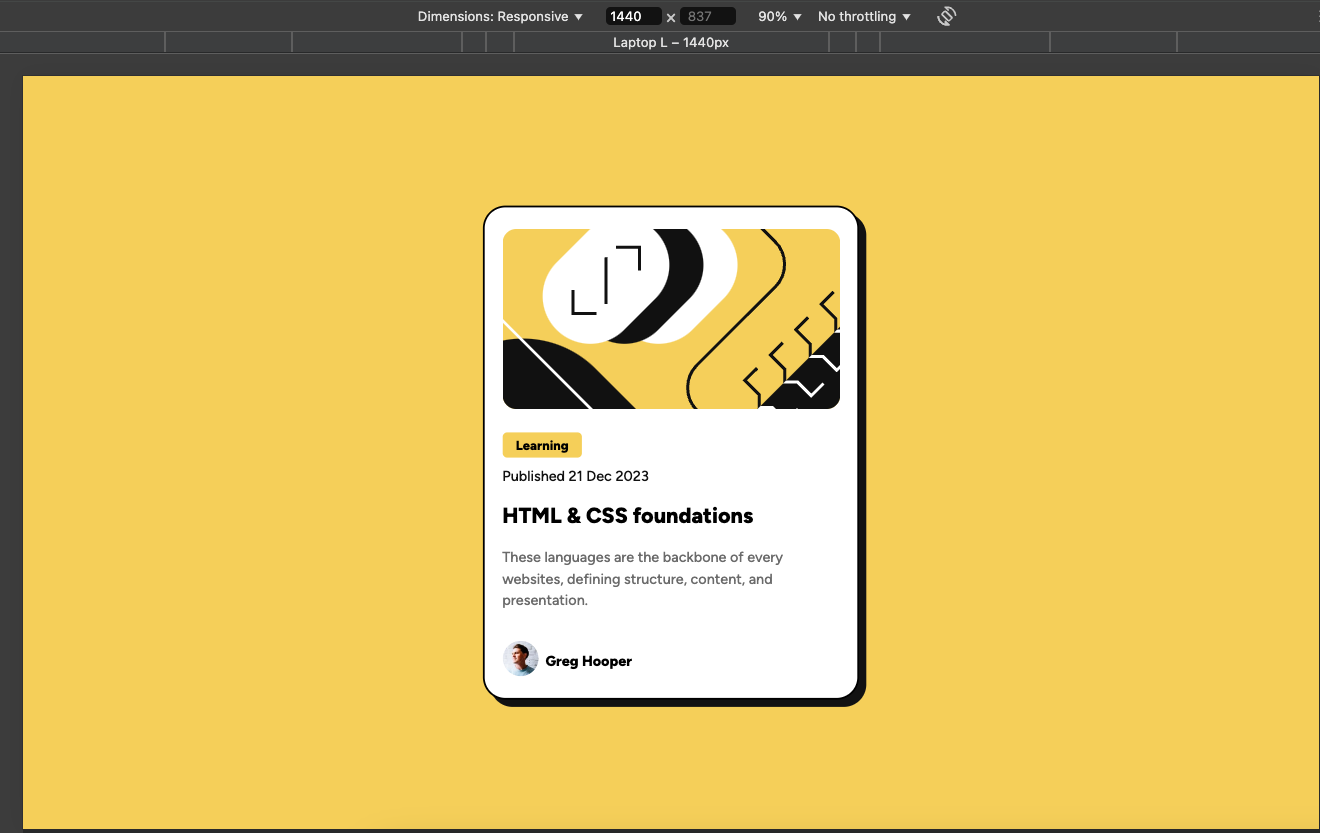 Dimensions: Responsive ▼ 1440 × 837 90% ▼ No throttling ▼
Laptop L – 1440px
Learning
Published 21 Dec 2023
HTML & CSS foundations
These languages are the backbone of every
websites, defining structure, content, and
presentation.
Greg Hooper